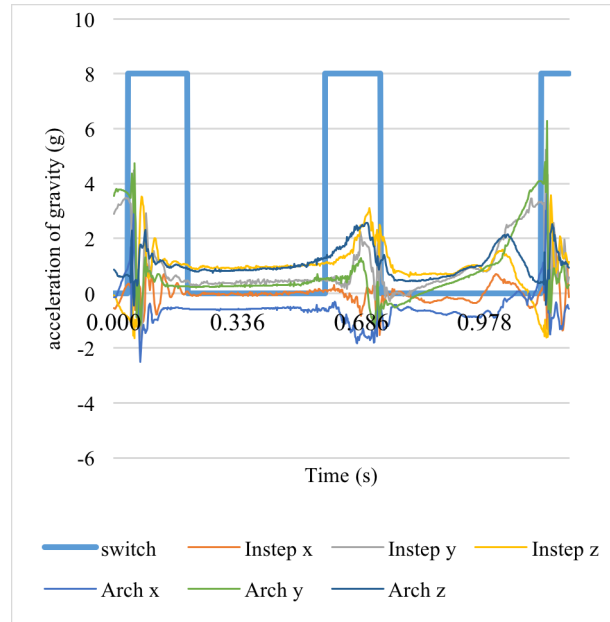 10
8
6
4
2
0
-2
-4
-6
acceleration of gravity (g)
0.000 0.336 0.686 0.978
Time (s)
switch Instep x Instep y Instep z
Arch x Arch y Arch z